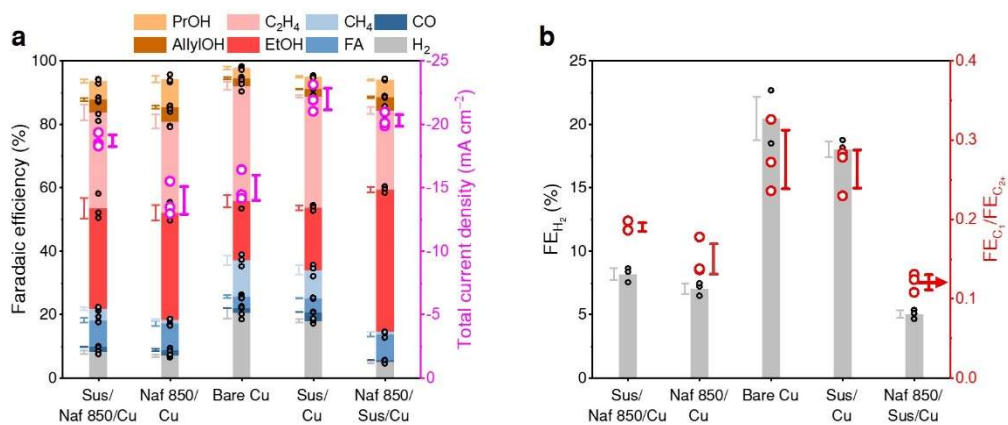 PrOH C₂H₄ CH₄ CO
AllylOH EtOH FA H₂
a
100
80
60
40
20
0
Faradaic efficiency (%)
-25
-20
-15
-10
-5
0
Total current density (mA cm⁻²)
Sus/ Naf 850/ Bare Cu Sus/ Naf 850/
Naf 850/Cu Cu Cu Sus/Cu
b
25
20
15
10
5
0
FE_H₂ (%)
0.4
0.3
0.2
0.1
0.0
FE_C₁/FE_C₂₊
Sus/ Naf 850/ Bare Cu Sus/ Naf 850/
Naf 850/Cu Cu Cu Sus/Cu